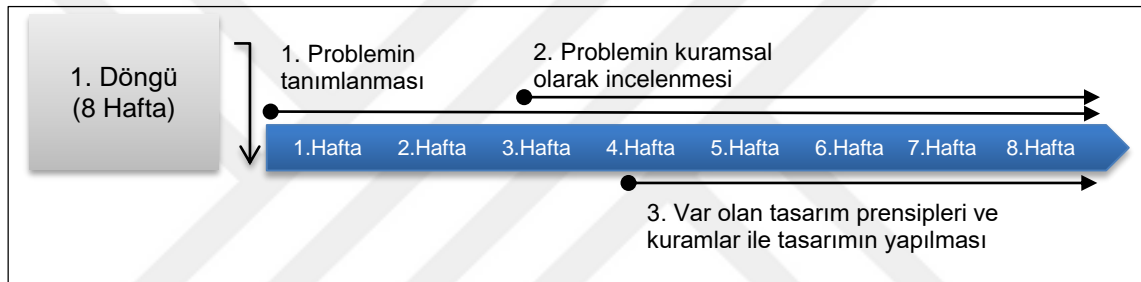 1. Döngü
(8 Hafta)
1. Problemin
tanımlanması
2. Problemin kuramsal
olarak incelenmesi
1.Hafta 2.Hafta 3.Hafta 4.Hafta 5.Hafta 6.Hafta 7.Hafta 8.Hafta
3. Var olan tasarım prensipleri ve
kuramlar ile tasarımın yapılması